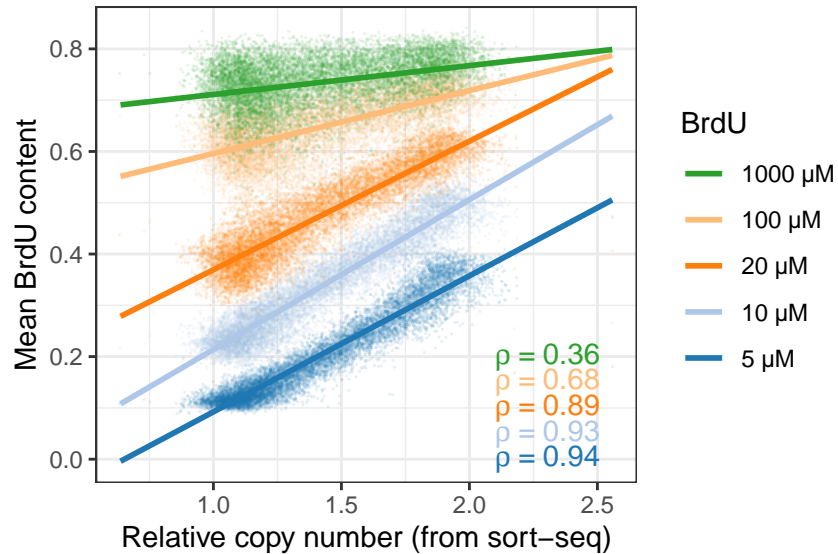 0.8
0.6
0.4
0.2
0.0
Mean BrdU content
ρ = 0.36
ρ = 0.68
ρ = 0.89
ρ = 0.93
ρ = 0.94
1.0
1.5
2.0
2.5
Relative copy number (from sort−seq)
BrdU
1000 µM
100 µM
20 µM
10 µM
5 µM